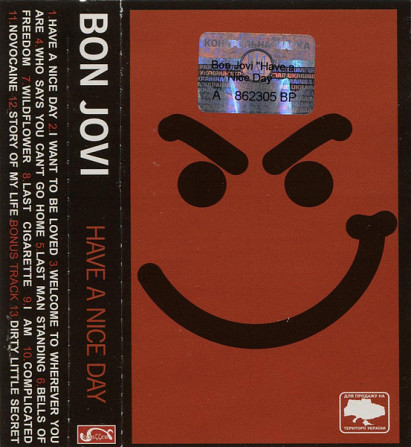 1. HAVE A NICE DAY 2. I WANT TO BE LOVED 3. WELCOME TO WHEREVER YOU
ARE 4. WHO SAYS YOU CAN'T GO HOME 5. LAST MAN STANDING 6. BELLS OF
FREEDOM 7. WILDFLOWER 8. LAST CIGARETTE 9. I AM 10. COMPLICATED
11. NOVOCAINE 12. STORY OF MY LIFE BONUS TRACK 13. DIRTY LITTLE SECRET
BON JOVI HAVE A NICE DAY
КОНТРОЛЬНА МАРКА
Bon Jovi "Have a
Nice Day"
А 862305 ВР
ДЛЯ ПРОДАЖУ НА
ТЕРИТОРІЇ УКРАЇНИ